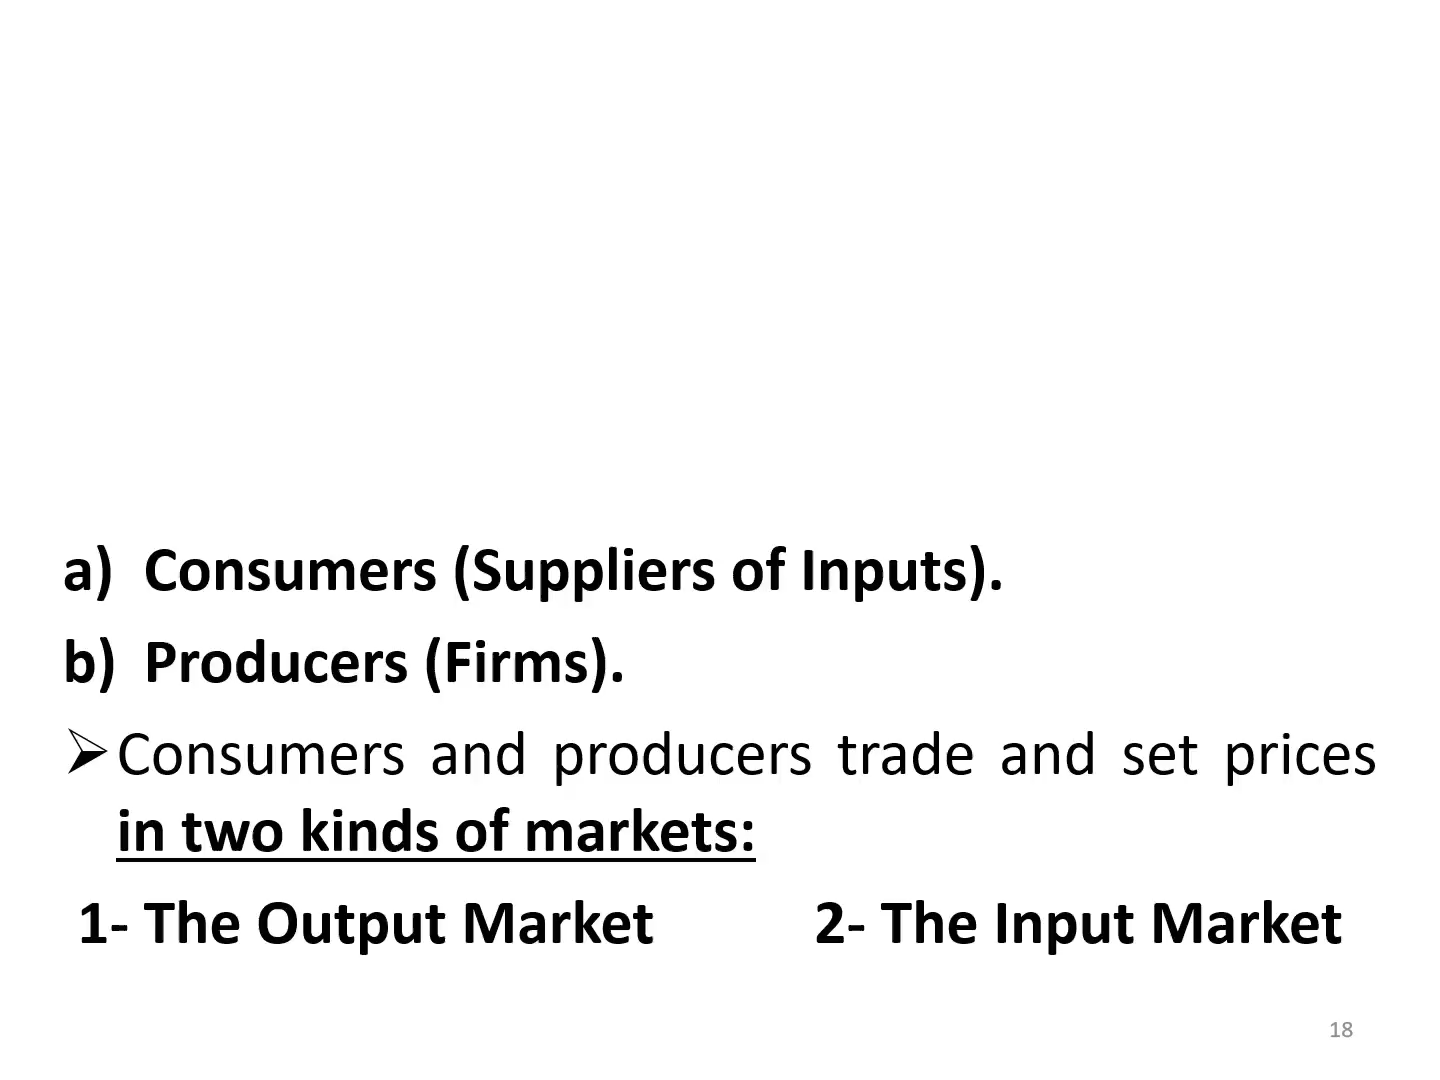 a) Consumers (Suppliers of Inputs).
b) Producers (Firms).
➢Consumers and producers trade and set prices
in two kinds of markets:
1- The Output Market 2- The Input Market
18